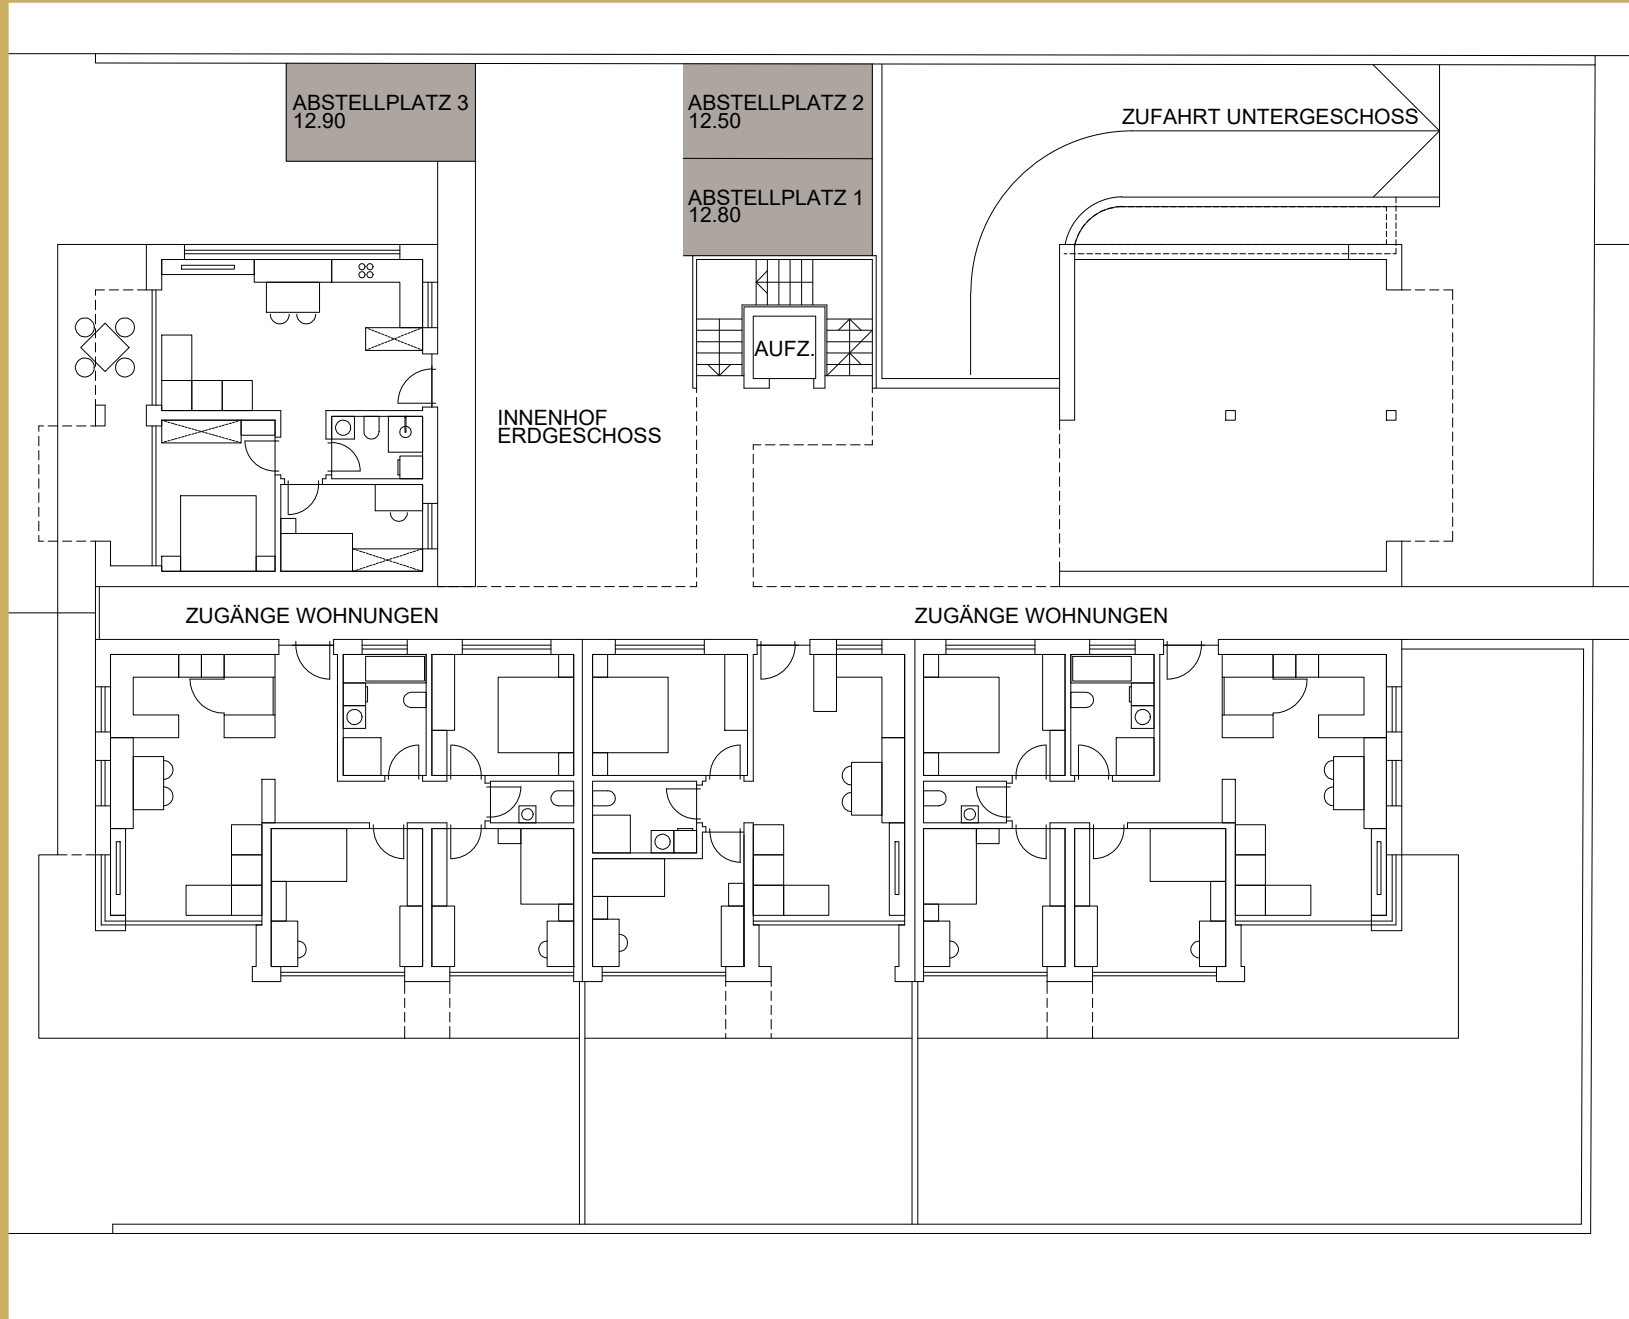 ABSTELLPLATZ 3
12.90
ABSTELLPLATZ 2
12.50
ZUFAHRT UNTERGESCHOSS
ABSTELLPLATZ 1
12.80
AUFZ.
INNENHOF
ERDGESCHOSS
ZUGÄNGE WOHNUNGEN
ZUGÄNGE WOHNUNGEN